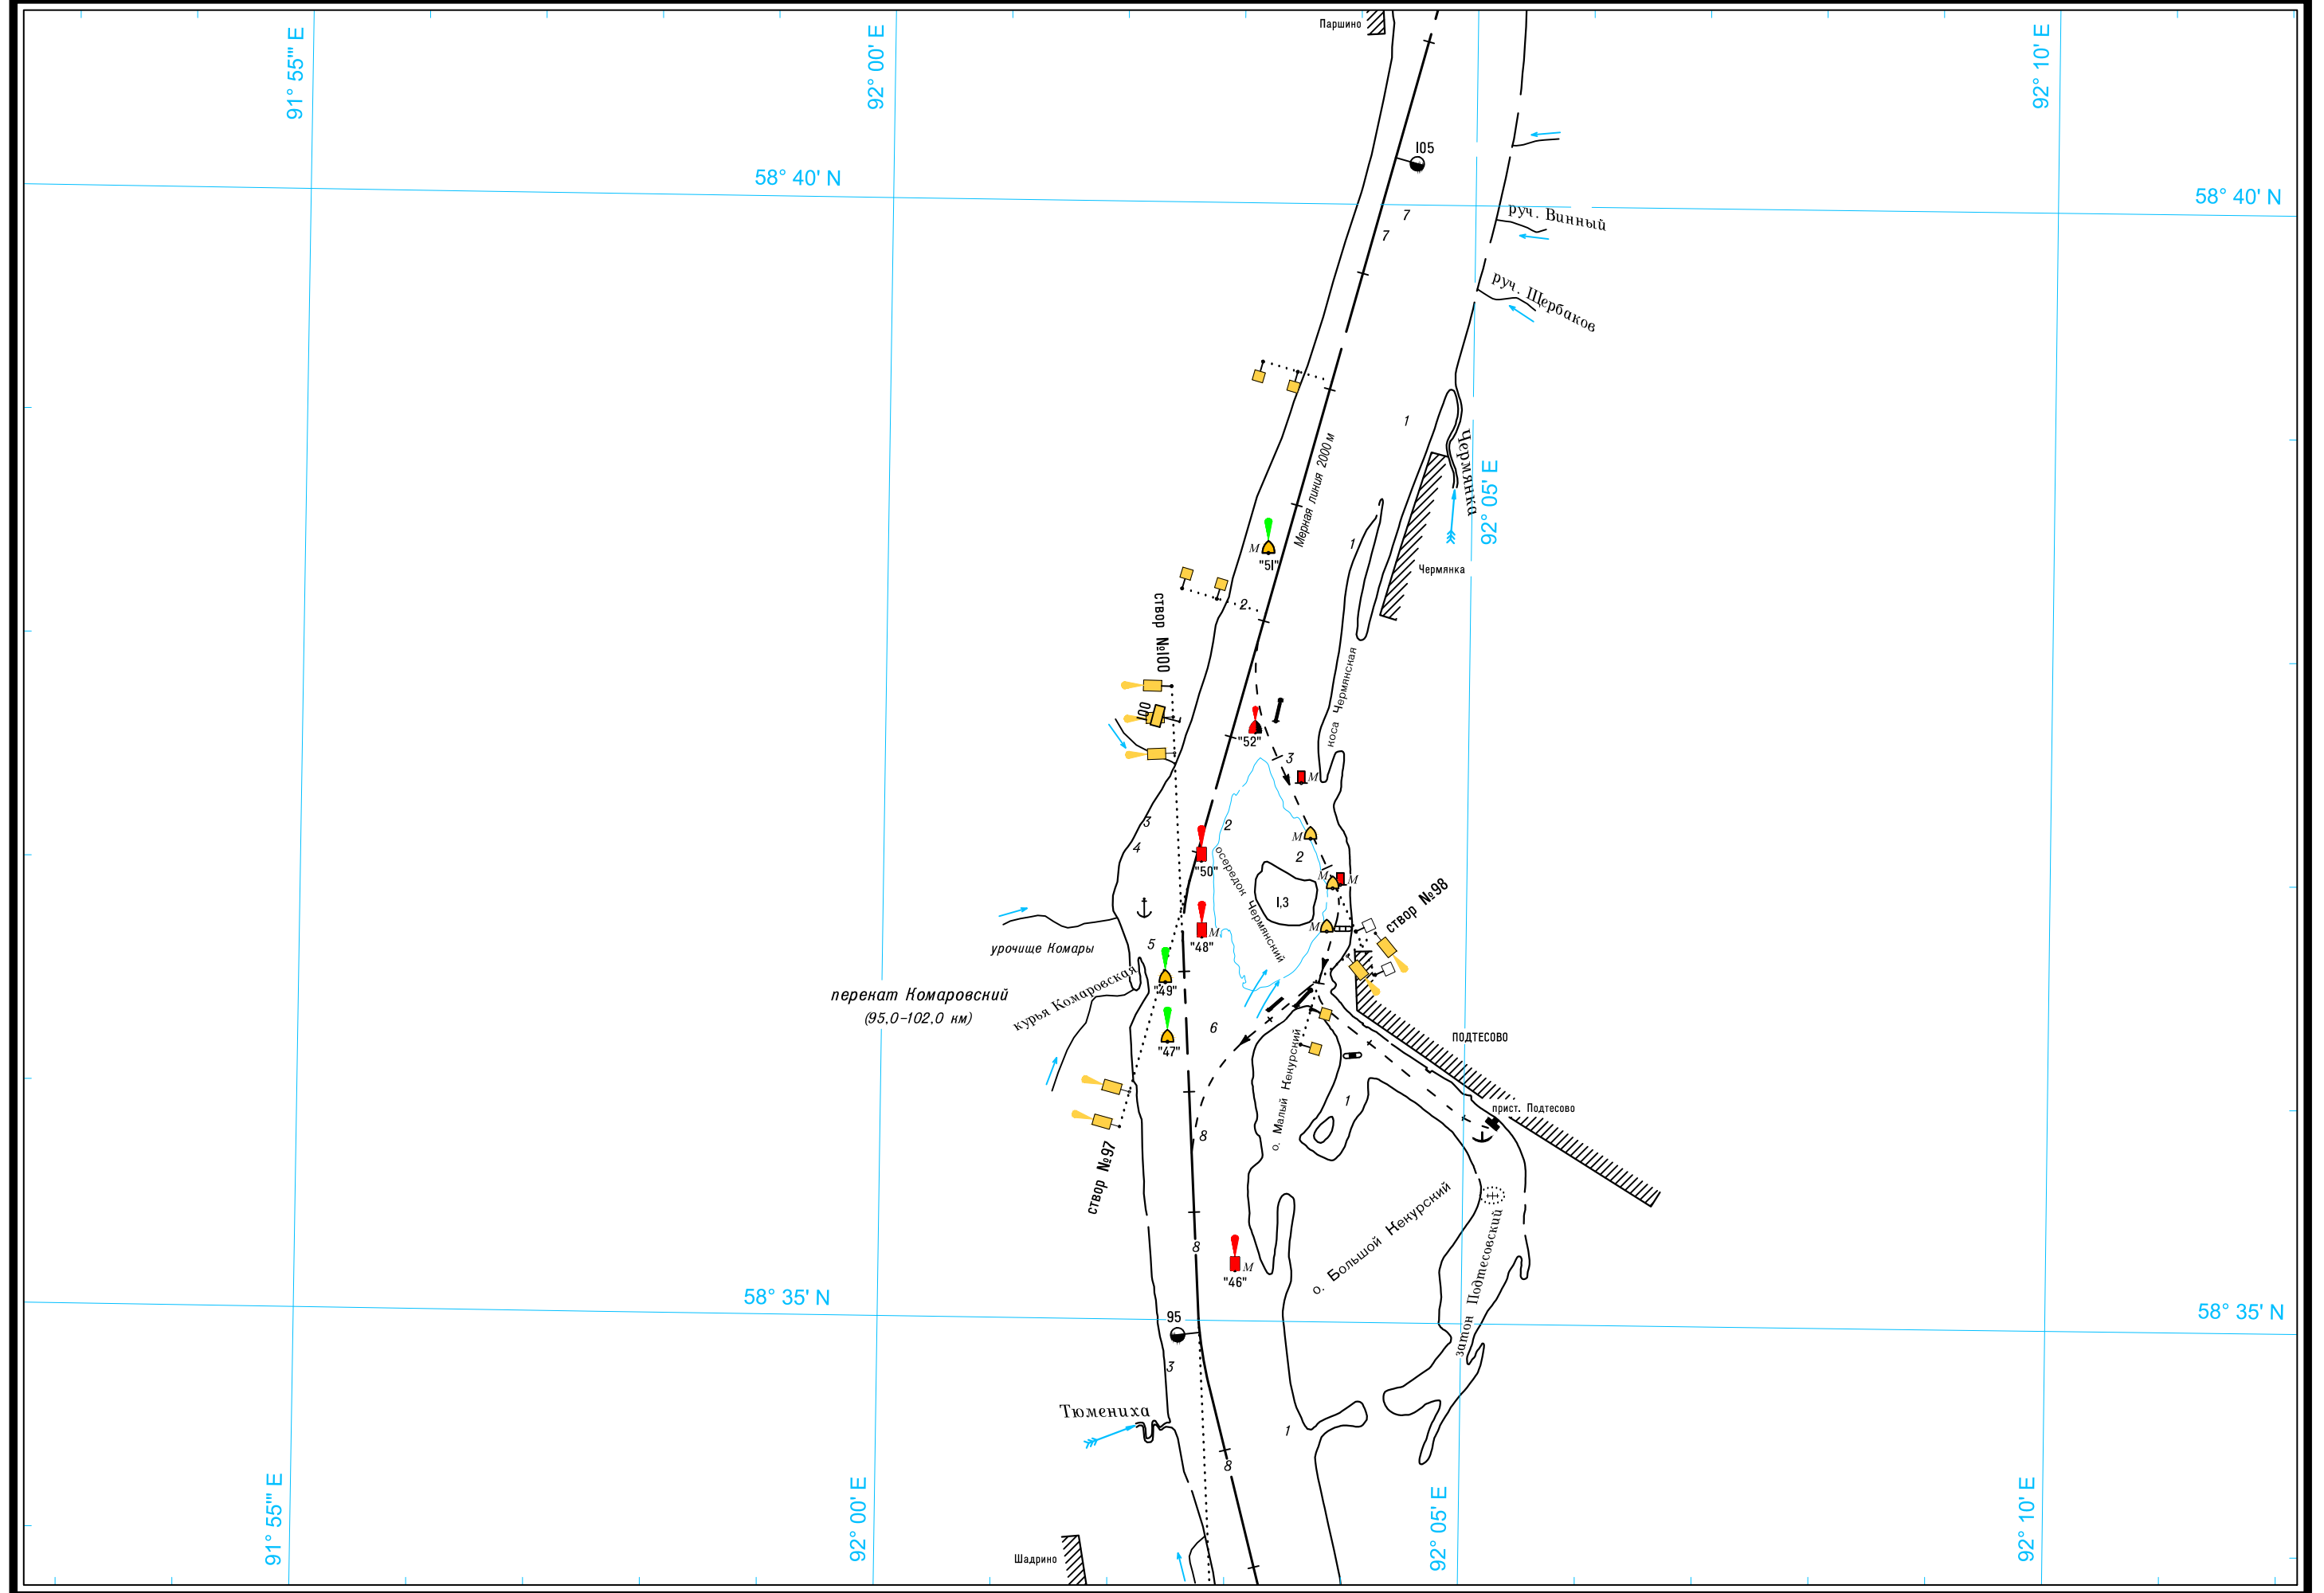 Паршино
91° 55''' E
92° 00' E
92° 10' E
105
58° 40' N
58° 40' N
7
руч. Винный
7
руч. Щербаков
1
Чермянка
92° 05' E
Мерная линия 2000 м
1
М
"51"
Чермянка
2
створ №100
коса Чермянская
100
"52"
3
М
3
2
М
4
2
"50"
осередок Чермянский
М
М
створ №98
1,3
М
М
"48"
5
урочище Комары
"49"
курья Комаровская
перекат Комаровский
(95,0-102,0 км)
6
ПОДТЕСОВО
"47"
о. Малый Некурский
1
прист. Подтесово
8
створ №97
о. Большой Некурский
затон Подтесовский
8
М
"46"
58° 35' N
58° 35' N
95
3
Тюмениха
1
8
91° 55''' E
92° 00' E
92° 05' E
92° 10' E
Шадрино